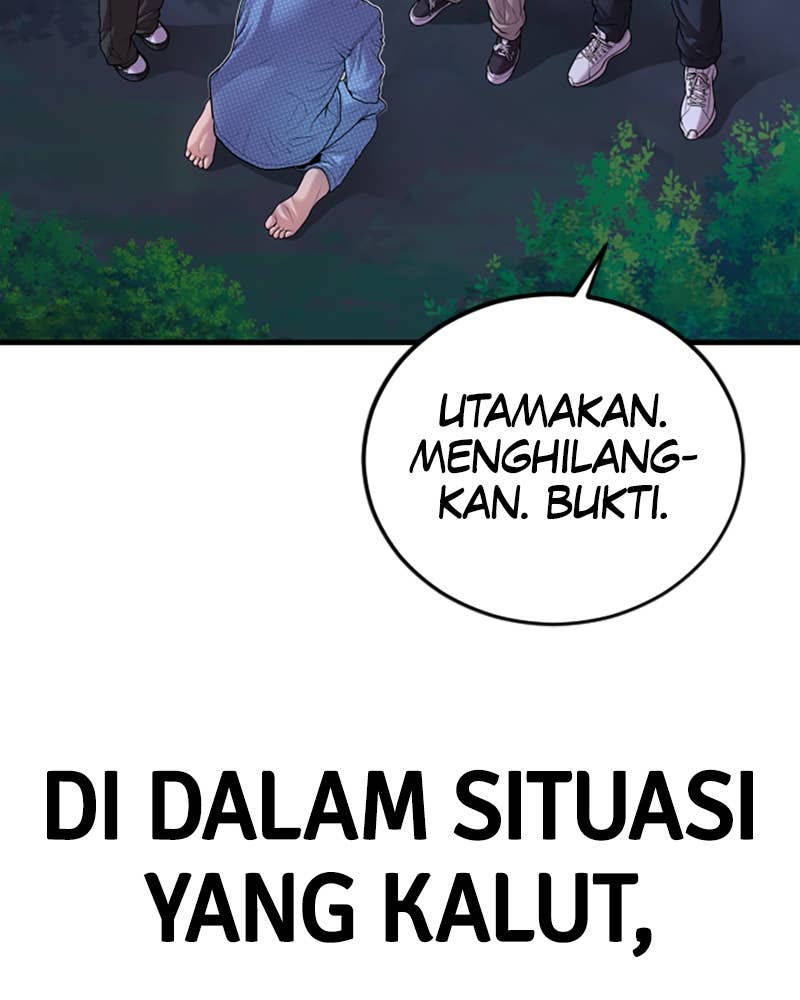 UTAMAKAN.
MENGHILANG-
KAN. BUKTI.
DI DALAM SITUASI
YANG KALUT,